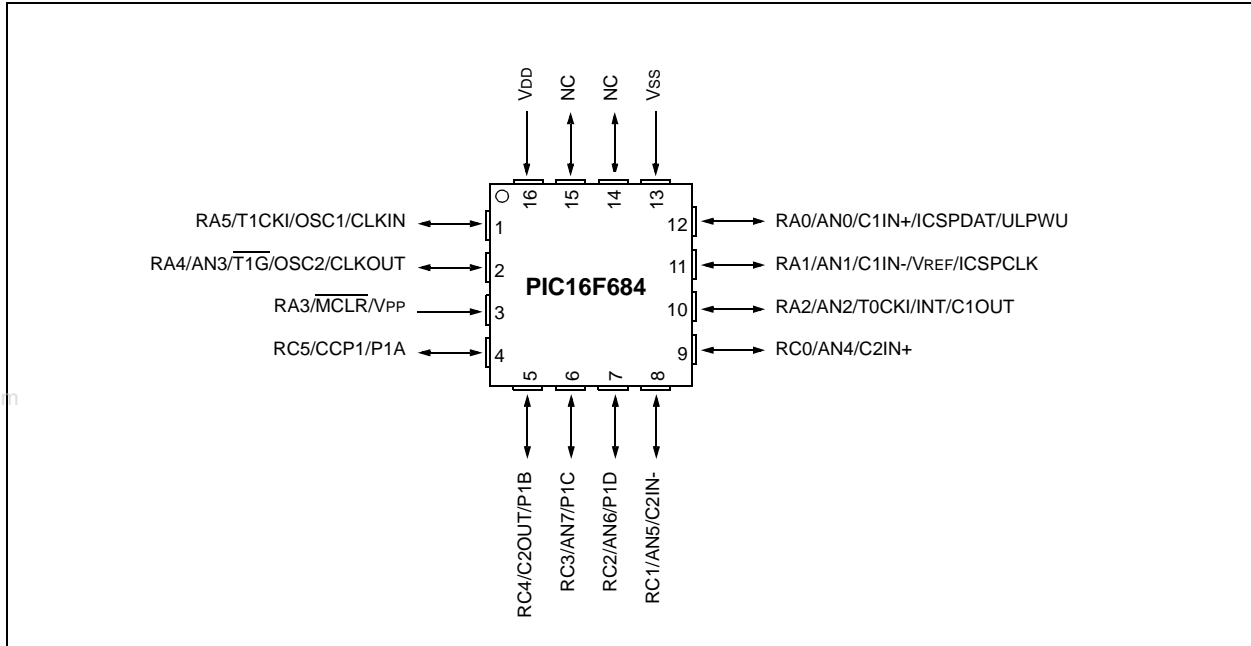 VDD
NC
NC
VSS
16
15
14
13
RA5/T1CKI/OSC1/CLKIN
1
12
RA0/AN0/C1IN+/ICSPDAT/ULPWU
RA4/AN3/T1G/OSC2/CLKOUT
2
11
RA1/AN1/C1IN-/VREF/ICSPCLK
PIC16F684
RA3/MCLR/VPP
3
10
RA2/AN2/T0CKI/INT/C1OUT
RC5/CCP1/P1A
4
9
RC0/AN4/C2IN+
5
6
7
8
m
RC4/C2OUT/P1B
RC3/AN7/P1C
RC2/AN6/P1D
RC1/AN5/C2IN-